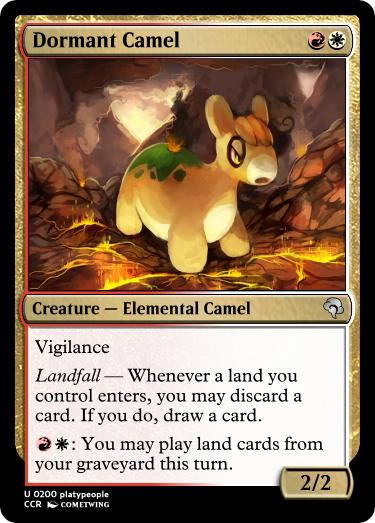 Dormant Camel
Creature — Elemental Camel
Vigilance
Landfall — Whenever a land you
control enters, you may discard a
card. If you do, draw a card.
: You may play land cards from
your graveyard this turn.
2/2
U 0200 platypeople
CCR COMETWING